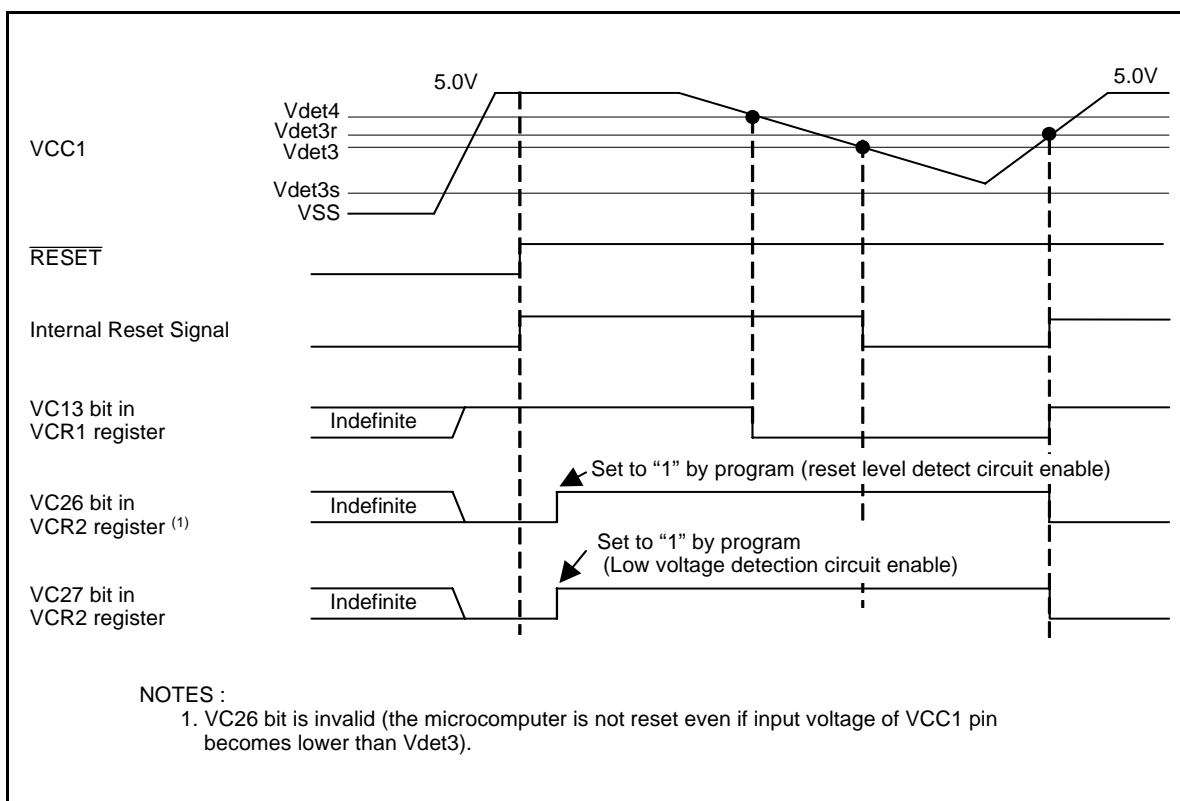 5.0V
5.0V
Vdet4
Vdet3r
Vdet3
VCC1
Vdet3s
VSS
RESET
Internal Reset Signal
VC13 bit in
VCR1 register
Indefinite
Set to “1” by program (reset level detect circuit enable)
VC26 bit in
VCR2 register (1)
Indefinite
Set to “1” by program
(Low voltage detection circuit enable)
VC27 bit in
VCR2 register
Indefinite
NOTES :
1. VC26 bit is invalid (the microcomputer is not reset even if input voltage of VCC1 pin
becomes lower than Vdet3).